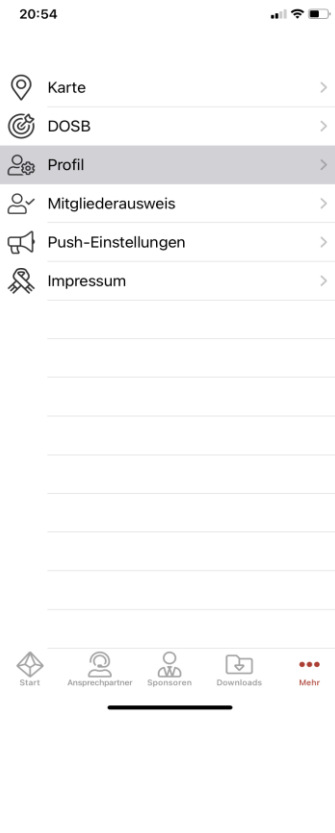 20:54
Karte
DOSB
Profil
Mitgliederausweis
Push-Einstellungen
Impressum
Start Ansprechpartner Sponsoren Downloads Mehr